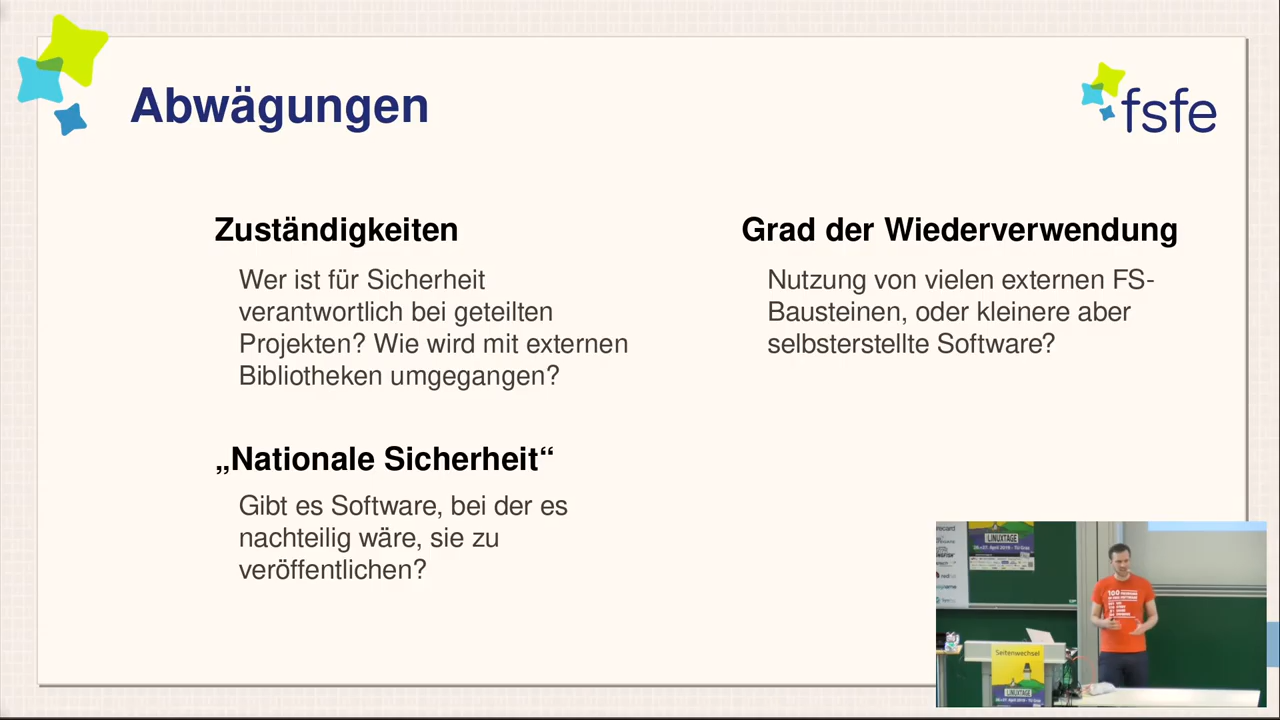 Abwägungen
fsfe
Zuständigkeiten
Wer ist für Sicherheit
verantwortlich bei geteilten
Projekten? Wie wird mit externen
Bibliotheken umgegangen?
„Nationale Sicherheit“
Gibt es Software, bei der es
nachteilig wäre, sie zu
veröffentlichen?
Grad der Wiederverwendung
Nutzung von vielen externen FS-
Bausteinen, oder kleinere aber
selbsterstellte Software?
LINUXTAGE
Seitenwechsel
LINUXTAGE